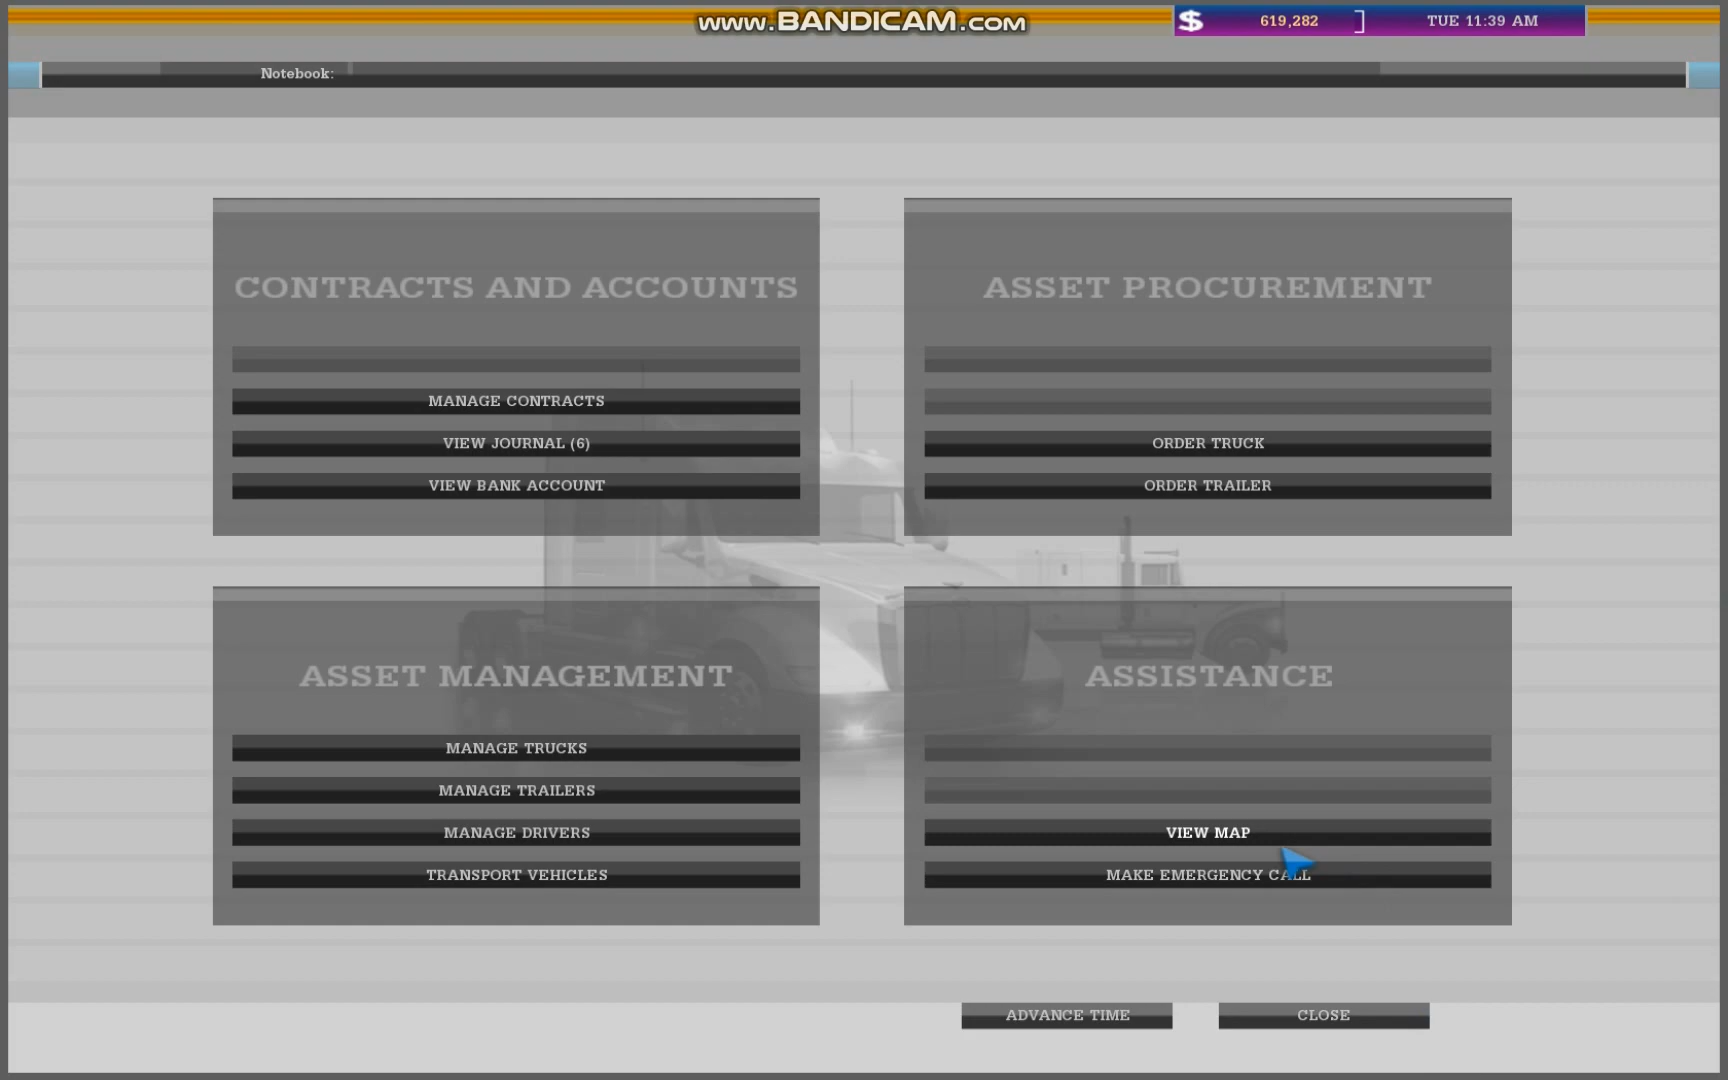 www.BANDICAM.com
$ 619,282 ] TUE 11:39 AM
Notebook:
CONTRACTS AND ACCOUNTS
MANAGE CONTRACTS
VIEW JOURNAL (6)
VIEW BANK ACCOUNT
ASSET PROCUREMENT
ORDER TRUCK
ORDER TRAILER
ASSET MANAGEMENT
MANAGE TRUCKS
MANAGE TRAILERS
MANAGE DRIVERS
TRANSPORT VEHICLES
ASSISTANCE
VIEW MAP
MAKE EMERGENCY CALL
ADVANCE TIME
CLOSE